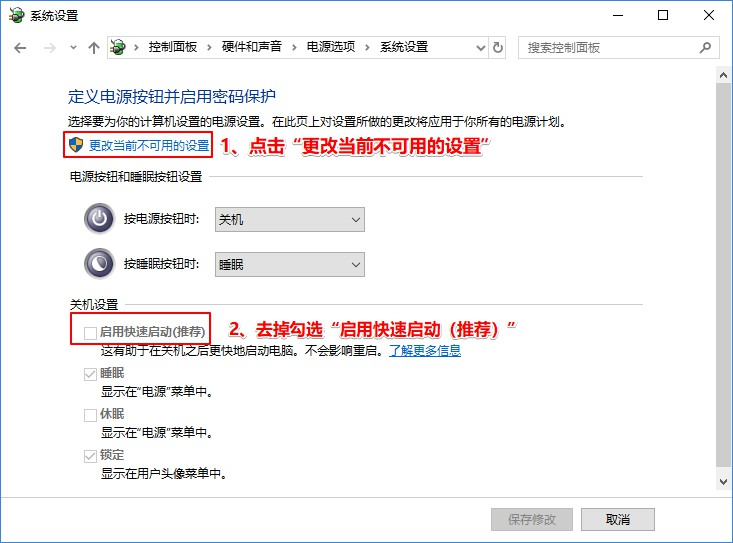 系统设置
控制面板 > 硬件和声音 > 电源选项 > 系统设置
搜索控制面板
定义电源按钮并启用密码保护
选择要为你的计算机设置的电源设置。在此页上对设置所做的更改将应用于你所有的电源计划。
更改当前不可用的设置
1、点击“更改当前不可用的设置”
电源按钮和睡眠按钮设置
按电源按钮时: 关机
按睡眠按钮时: 睡眠
关机设置
启用快速启动(推荐)
2、去掉勾选“启用快速启动（推荐）”
这有助于在关机之后更快地启动电脑。不会影响重启。了解更多信息
睡眠
显示在“电源”菜单中。
休眠
显示在“电源”菜单中。
锁定
显示在用户头像菜单中。
保存修改 取消